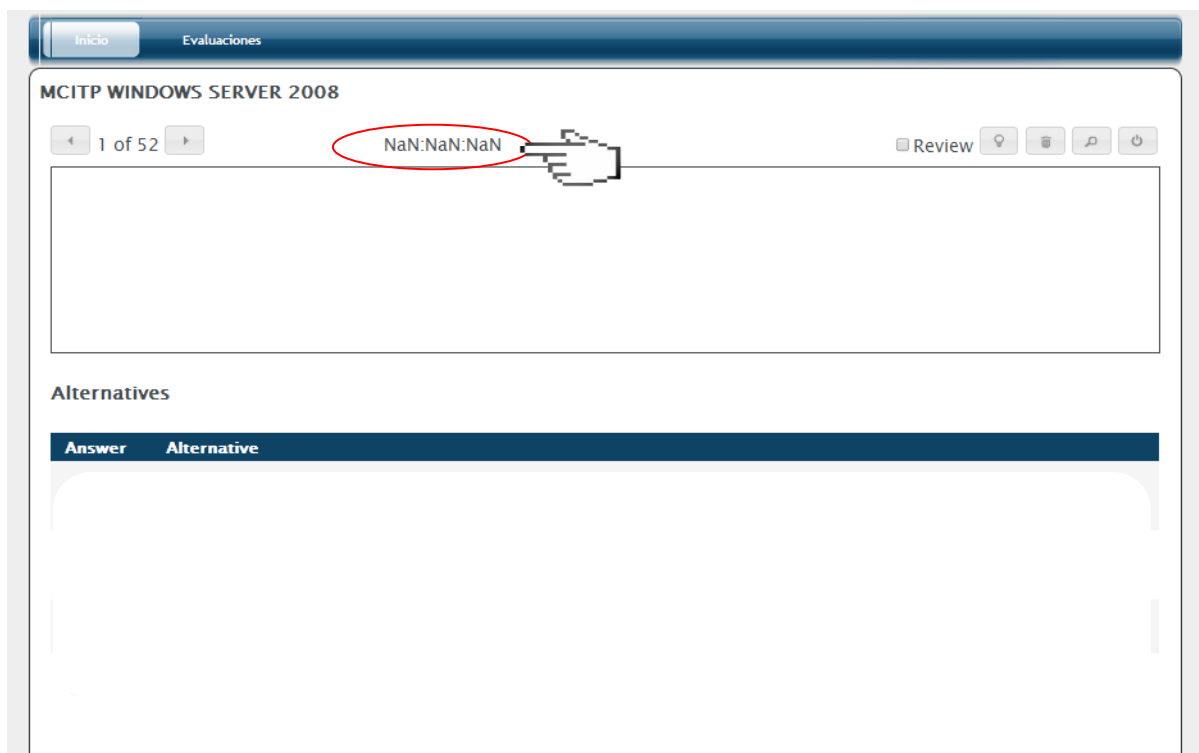 Inicio Evaluaciones
MCITP WINDOWS SERVER 2008
1 of 52 NaN:NaN:NaN Review
Alternatives
Answer Alternative